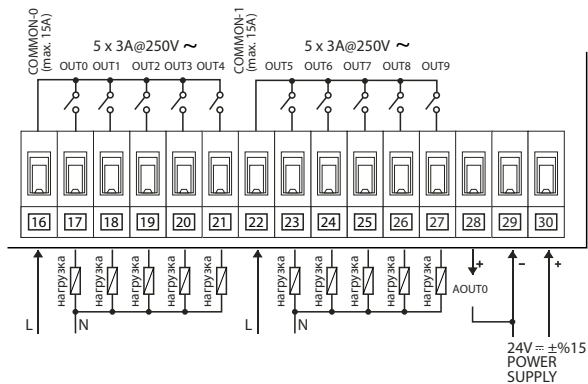 COMMON-0
(max. 15A)
5 x 3A@250V ~
OUT0 OUT1 OUT2 OUT3 OUT4
COMMON-1
(max. 15A)
5 x 3A@250V ~
OUT5 OUT6 OUT7 OUT8 OUT9
16 17 18 19 20 21 22 23 24 25 26 27 28 29 30
нагрузка нагрузка нагрузка нагрузка нагрузка нагрузка нагрузка нагрузка нагрузка нагрузка
+ - +
AOUT0
L N L N
24V ⎓ ±%15
POWER
SUPPLY